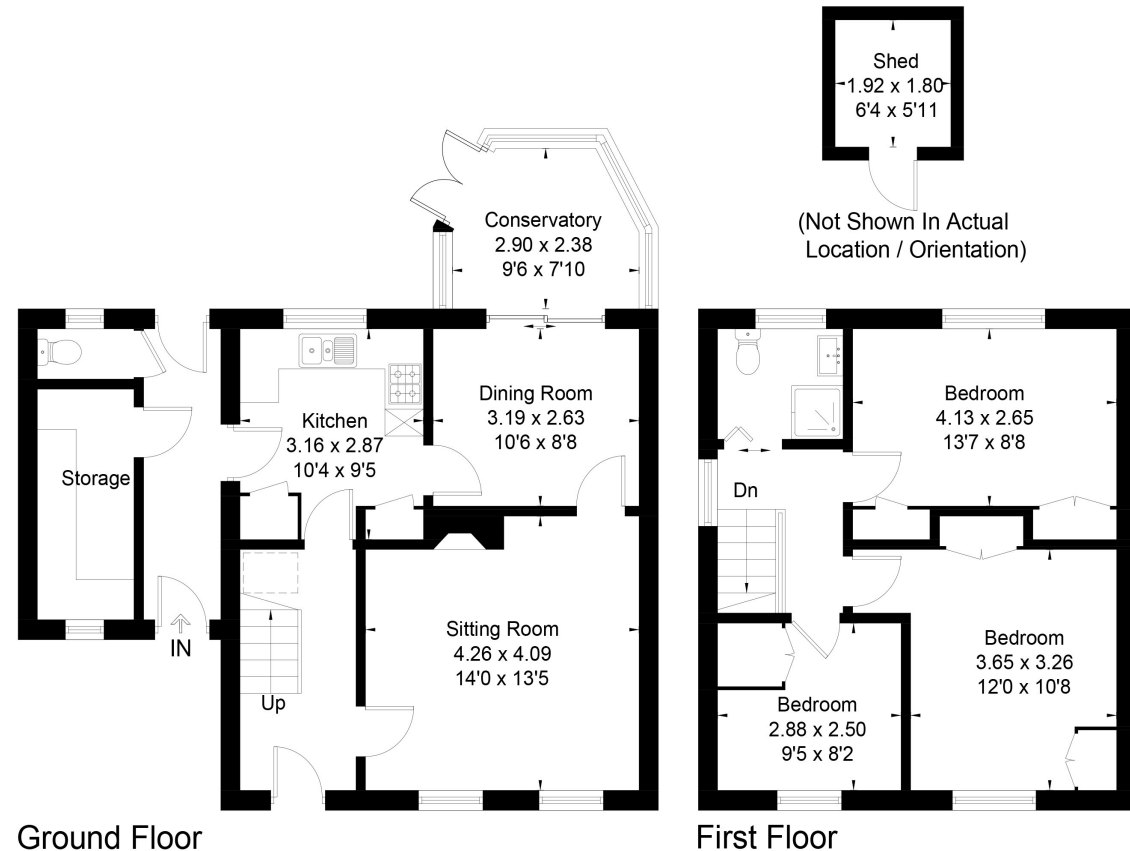 Shed
1.92 x 1.80
6'4 x 5'11
(Not Shown In Actual
Location / Orientation)
Conservatory
2.90 x 2.38
9'6 x 7'10
Kitchen
3.16 x 2.87
10'4 x 9'5
Dining Room
3.19 x 2.63
10'6 x 8'8
Storage
IN
Up
Sitting Room
4.26 x 4.09
14'0 x 13'5
Ground Floor
Bedroom
4.13 x 2.65
13'7 x 8'8
Dn
Bedroom
3.65 x 3.26
12'0 x 10'8
Bedroom
2.88 x 2.50
9'5 x 8'2
First Floor